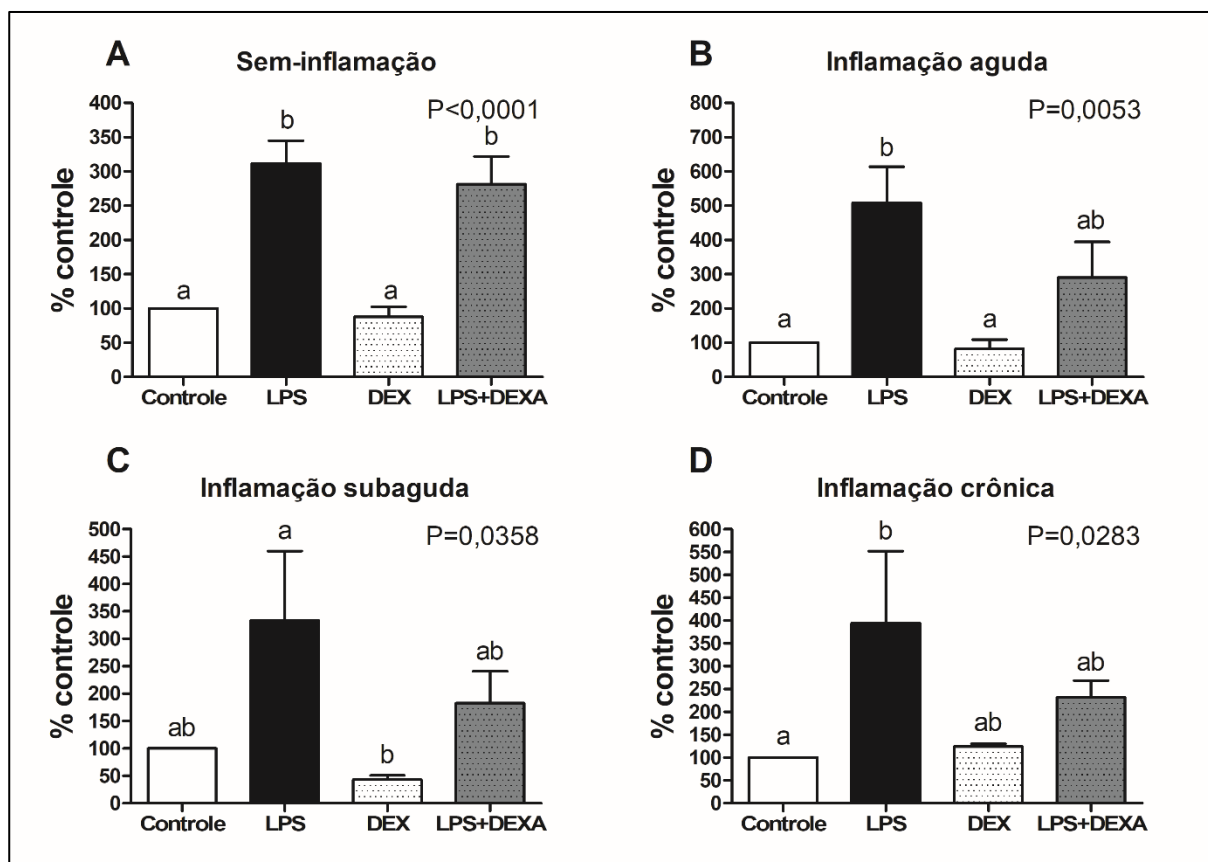 A
Sem-inflamação
P<0,0001
% controle
400
350
300
250
200
150
100
50
0
a
b
a
b
Controle LPS DEX LPS+DEXA
B
Inflamação aguda
P=0,0053
% controle
800
700
600
500
400
300
200
100
0
a
b
a
ab
Controle LPS DEX LPS+DEXA
C
Inflamação subaguda
P=0,0358
% controle
500
450
400
350
300
250
200
150
100
50
0
ab
a
b
ab
Controle LPS DEX LPS+DEXA
D
Inflamação crônica
P=0,0283
% controle
600
550
500
450
400
350
300
250
200
150
100
50
0
a
b
ab
ab
Controle LPS DEX LPS+DEXA